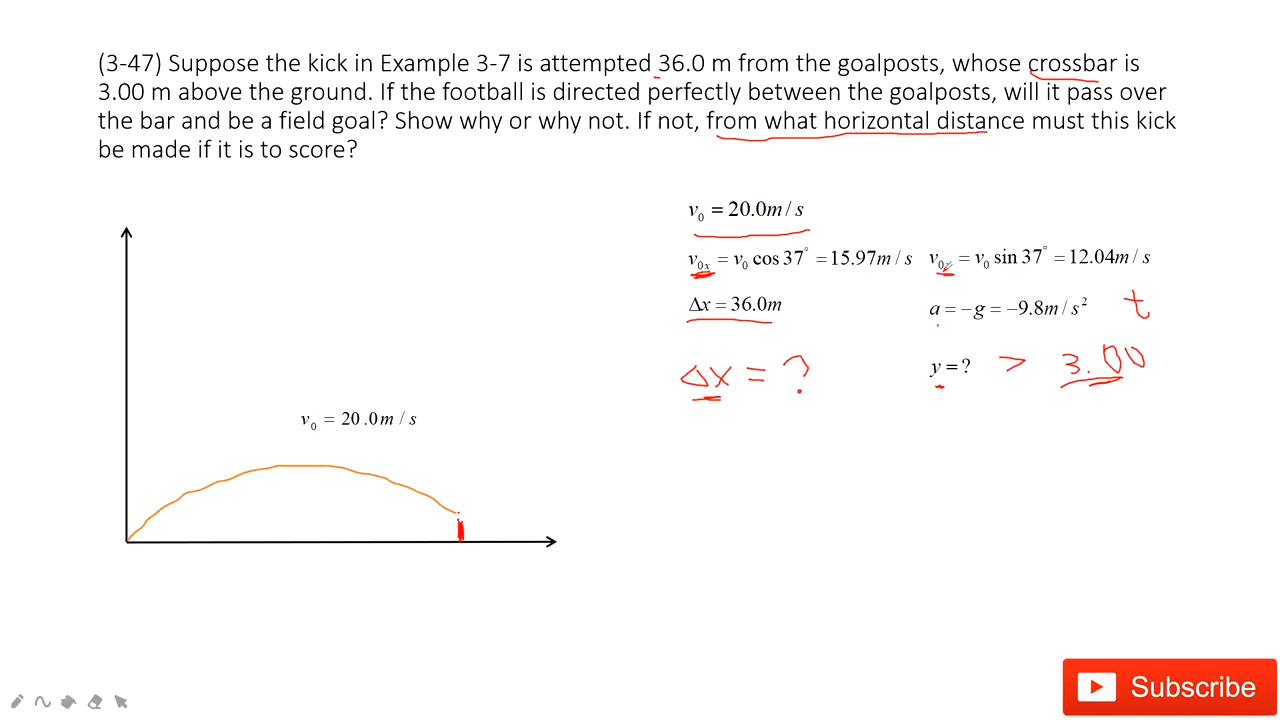 (3-47) Suppose the kick in Example 3-7 is attempted 36.0 m from the goalposts, whose crossbar is
3.00 m above the ground. If the football is directed perfectly between the goalposts, will it pass over
the bar and be a field goal? Show why or why not. If not, from what horizontal distance must this kick
be made if it is to score?
v₀ = 20.0m / s
v₀ₓ = v₀ cos 37° = 15.97m / s v₀y = v₀ sin 37° = 12.04m / s
Δx = 36.0m a = −g = −9.8m / s² t
Δx = ? y = ? > 3.00
v₀ = 20.0m / s
Subscribe